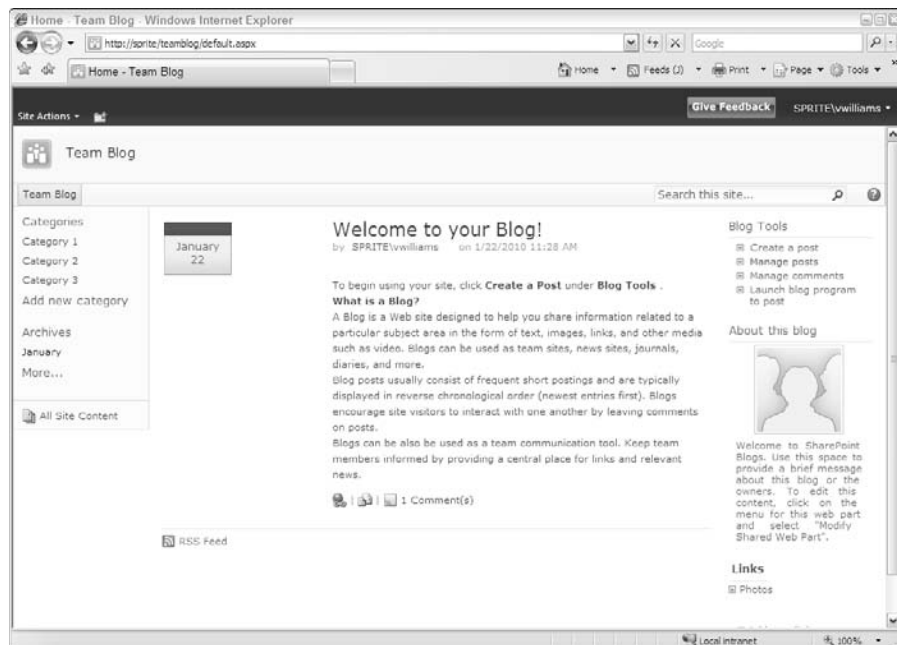 Home - Team Blog - Windows Internet Explorer
http://sprite/teamblog/default.aspx
Google
Home - Team Blog
Home
Feeds (J)
Print
Page
Tools
Site Actions
Give Feedback
SPRITE\vwilliams
Team Blog
Team Blog
Search this site...
Categories
Category 1
Category 2
Category 3
Add new category
Archives
January
More...
All Site Content
January
22
Welcome to your Blog!
by SPRITE\vwilliams on 1/22/2010 11:28 AM
To begin using your site, click Create a Post under Blog Tools .
What is a Blog?
A Blog is a Web site designed to help you share information related to a
particular subject area in the form of text, images, links, and other media
such as video. Blogs can be used as team sites, news sites, journals,
diaries, and more.
Blog posts usually consist of frequent short postings and are typically
displayed in reverse chronological order (newest entries first). Blogs
encourage site visitors to interact with one another by leaving comments
on posts.
Blogs can be also be used as a team communication tool. Keep team
members informed by providing a central place for links and relevant
news.
1 Comment(s)
RSS Feed
Blog Tools
Create a post
Manage posts
Manage comments
Launch blog program
to post
About this blog
Welcome to SharePoint
Blogs. Use this space to
provide a brief message
about this blog or the
owners. To edit this
content, click on the
menu for this web part
and select "Modify
Shared Web Part".
Links
Photos
Local intranet
100%